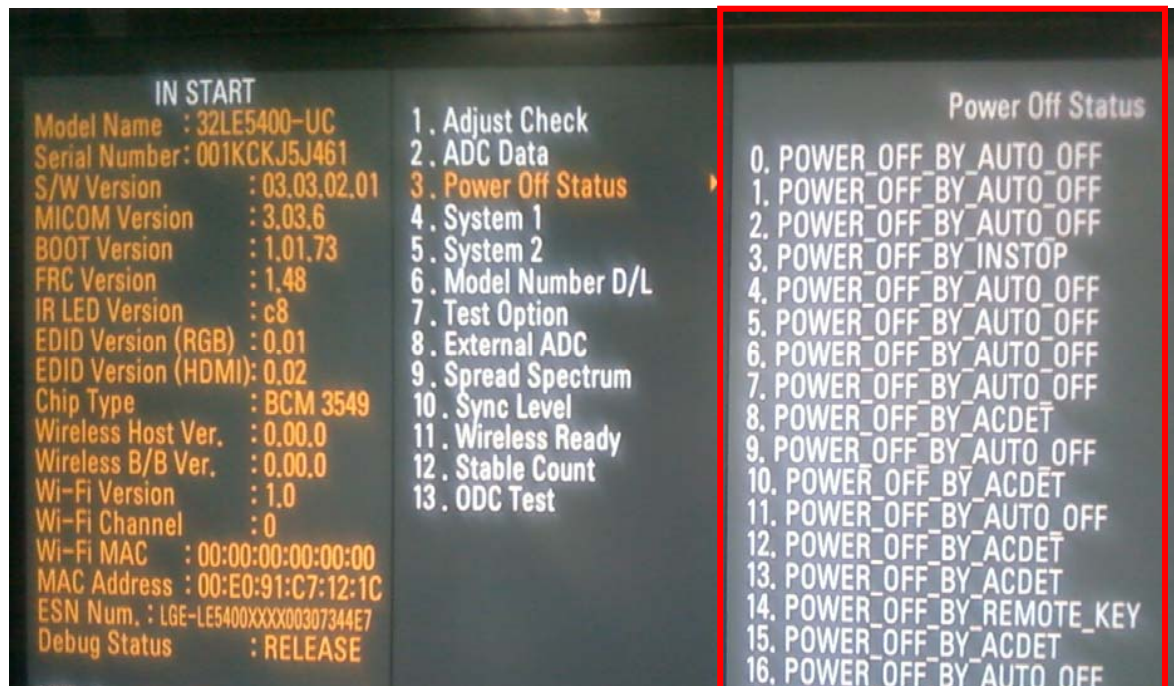 IN START
Model Name : 32LE5400-UC
Serial Number: 001KCKJ5J461
S/W Version : 03.03.02.01
MICOM Version : 3.03.6
BOOT Version : 1.01.73
FRC Version : 1.48
IR LED Version : c8
EDID Version (RGB) : 0.01
EDID Version (HDMI): 0.02
Chip Type : BCM 3549
Wireless Host Ver. : 0.00.0
Wireless B/B Ver. : 0.00.0
Wi-Fi Version : 1.0
Wi-Fi Channel : 0
Wi-Fi MAC : 00:00:00:00:00:00
MAC Address : 00:E0:91:C7:12:1C
ESN Num. : LGE-LE5400XXXX00307344E7
Debug Status : RELEASE
1 . Adjust Check
2 . ADC Data
3 . Power Off Status
4 . System 1
5 . System 2
6 . Model Number D/L
7 . Test Option
8 . External ADC
9 . Spread Spectrum
10 . Sync Level
11 . Wireless Ready
12 . Stable Count
13 . ODC Test
Power Off Status
0. POWER_OFF_BY_AUTO_OFF
1. POWER_OFF_BY_AUTO_OFF
2. POWER_OFF_BY_AUTO_OFF
3. POWER_OFF_BY_INSTOP
4. POWER_OFF_BY_AUTO_OFF
5. POWER_OFF_BY_AUTO_OFF
6. POWER_OFF_BY_AUTO_OFF
7. POWER_OFF_BY_AUTO_OFF
8. POWER_OFF_BY_ACDET
9. POWER_OFF_BY_AUTO_OFF
10. POWER_OFF_BY_ACDET
11. POWER_OFF_BY_AUTO_OFF
12. POWER_OFF_BY_ACDET
13. POWER_OFF_BY_ACDET
14. POWER_OFF_BY_REMOTE_KEY
15. POWER_OFF_BY_ACDET
16. POWER_OFF_BY_AUTO_OFF